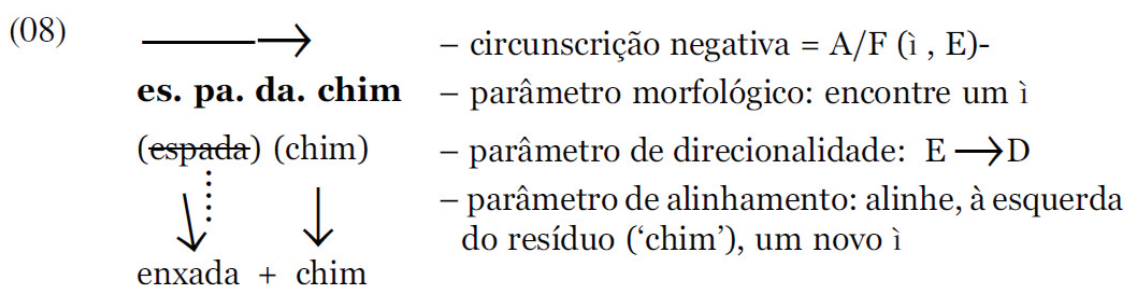 (08) ⟶ – circunscrição negativa = A/F (ì , E)-
es. pa. da. chim – parâmetro morfológico: encontre um ì
(espada) (chim) – parâmetro de direcionalidade: E ⟶D
– parâmetro de alinhamento: alinhe, à esquerda
do resíduo (‘chim’), um novo ì
enxada + chim